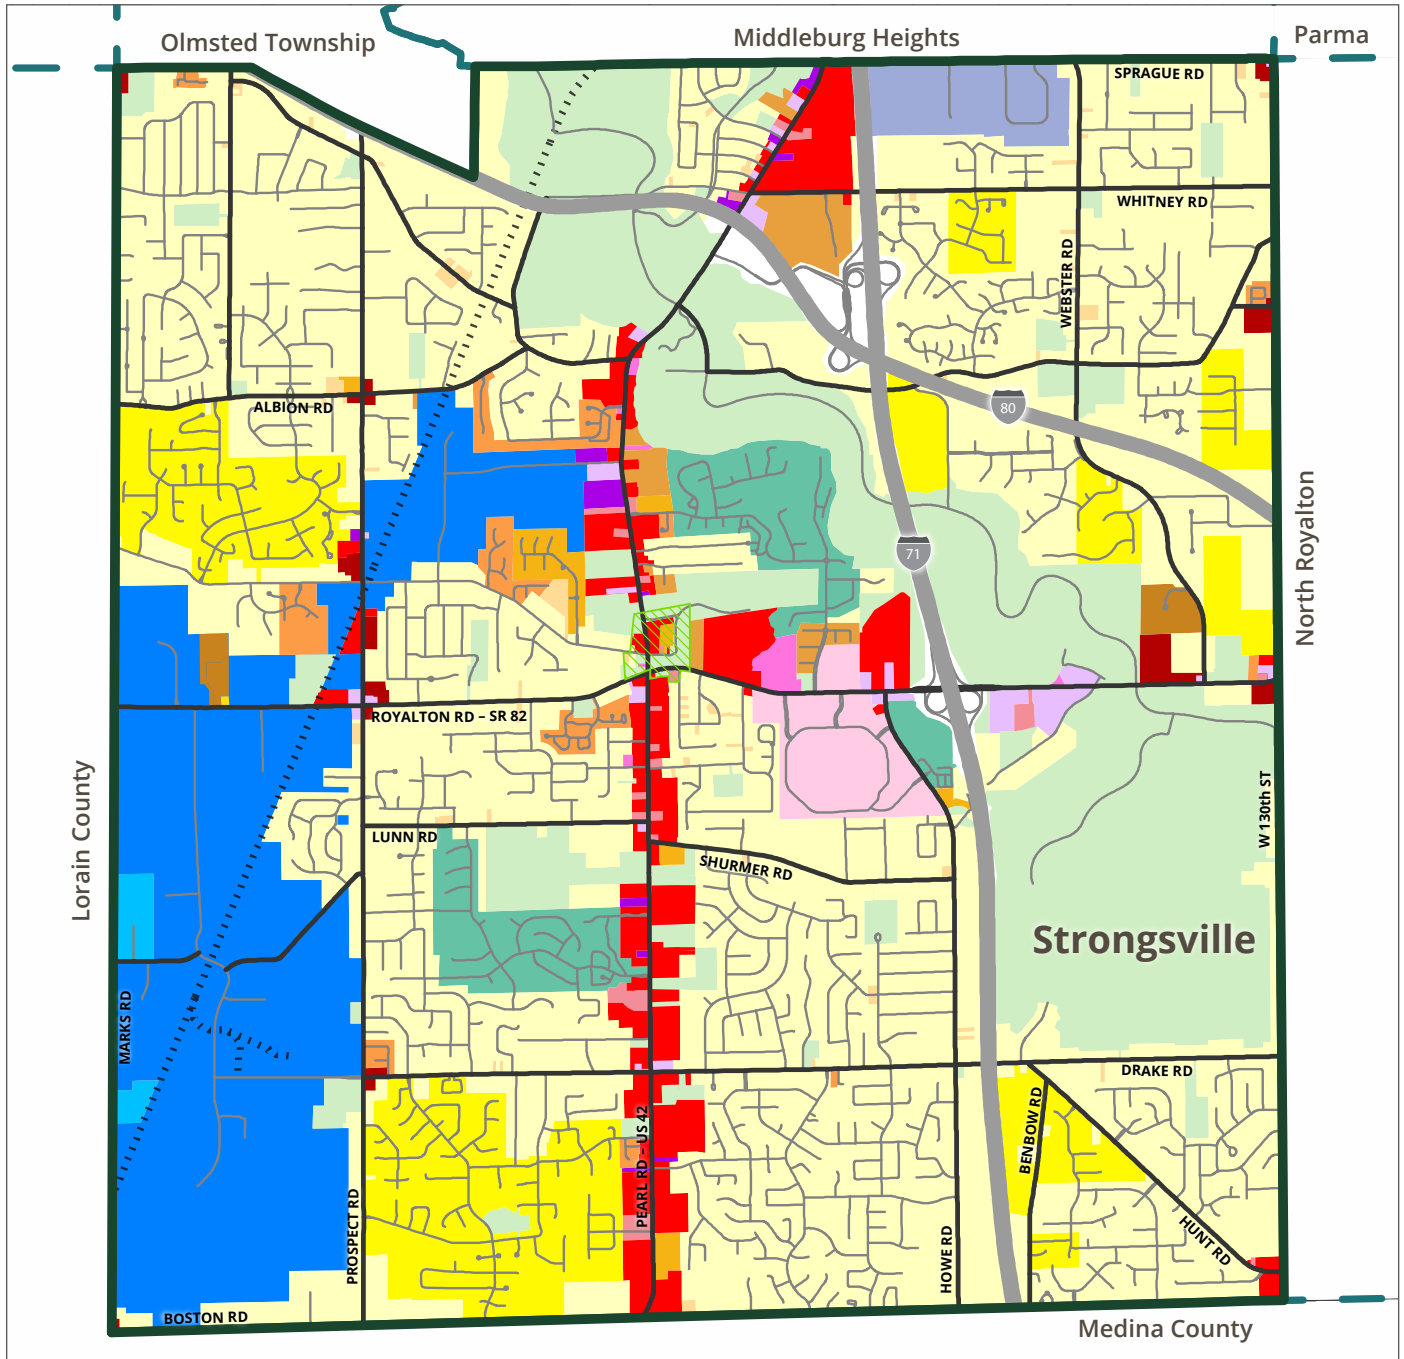 Olmsted Township
Middleburg Heights
Parma
SPRAGUE RD
WHITNEY RD
WEBSTER RD
ALBION RD
80
North Royalton
71
ROYALTON RD – SR 82
Lorain County
W 130th ST
LUNN RD
SHURMER RD
Strongsville
MARKS RD
DRAKE RD
BENBOW RD
PEARL RD – US 42
PROSPECT RD
HOWE RD
HUNT RD
BOSTON RD
Medina County